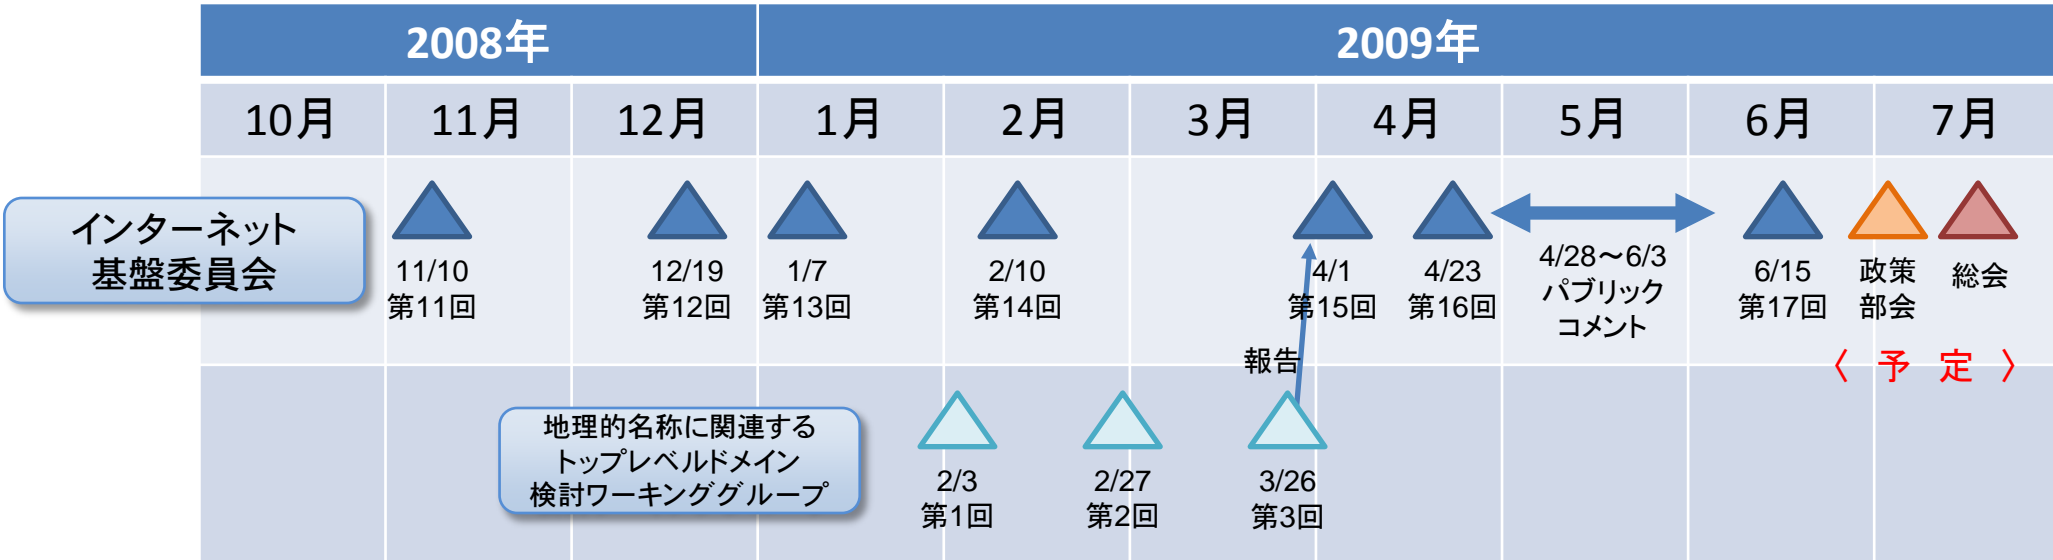 2008年
2009年
10月
11月
12月
1月
2月
3月
4月
5月
6月
7月
インターネット
基盤委員会
11/10
第11回
12/19
第12回
1/7
第13回
2/10
第14回
4/1
第15回
4/23
第16回
4/28～6/3
パブリック
コメント
6/15
第17回
政策
部会
総会
〈 予 定 〉
報告
地理的名称に関連する
トップレベルドメイン
検討ワーキンググループ
2/3
第1回
2/27
第2回
3/26
第3回